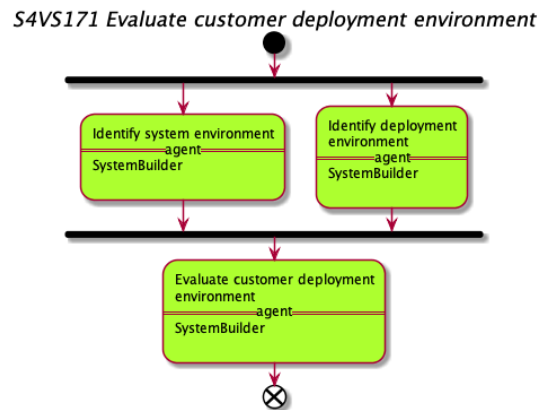 S4VS171 Evaluate customer deployment environment
Identify system environment
agent
SystemBuilder
Identify deployment
environment
agent
SystemBuilder
Evaluate customer deployment
environment
agent
SystemBuilder